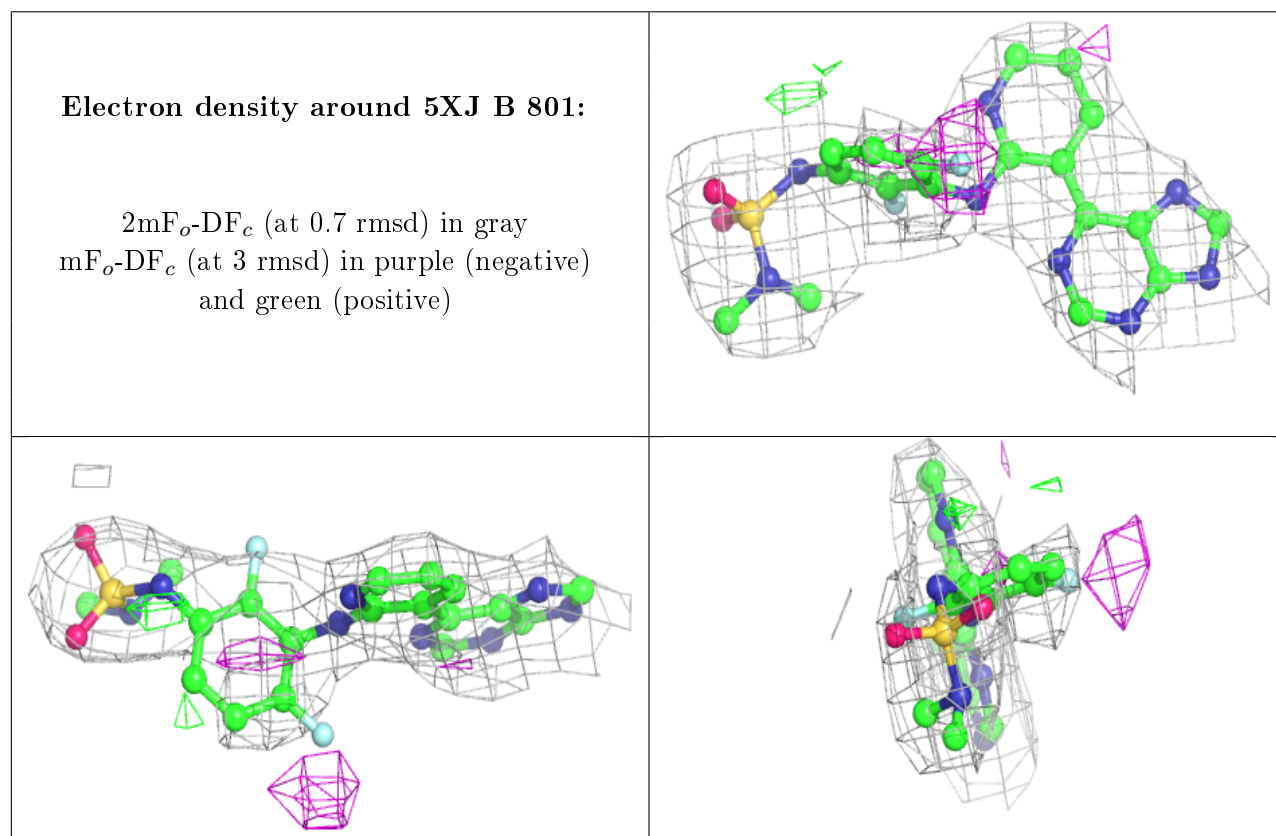 Electron density around 5XJ B 801:
2mFo-DFc (at 0.7 rmsd) in gray
mFo-DFc (at 3 rmsd) in purple (negative)
and green (positive)